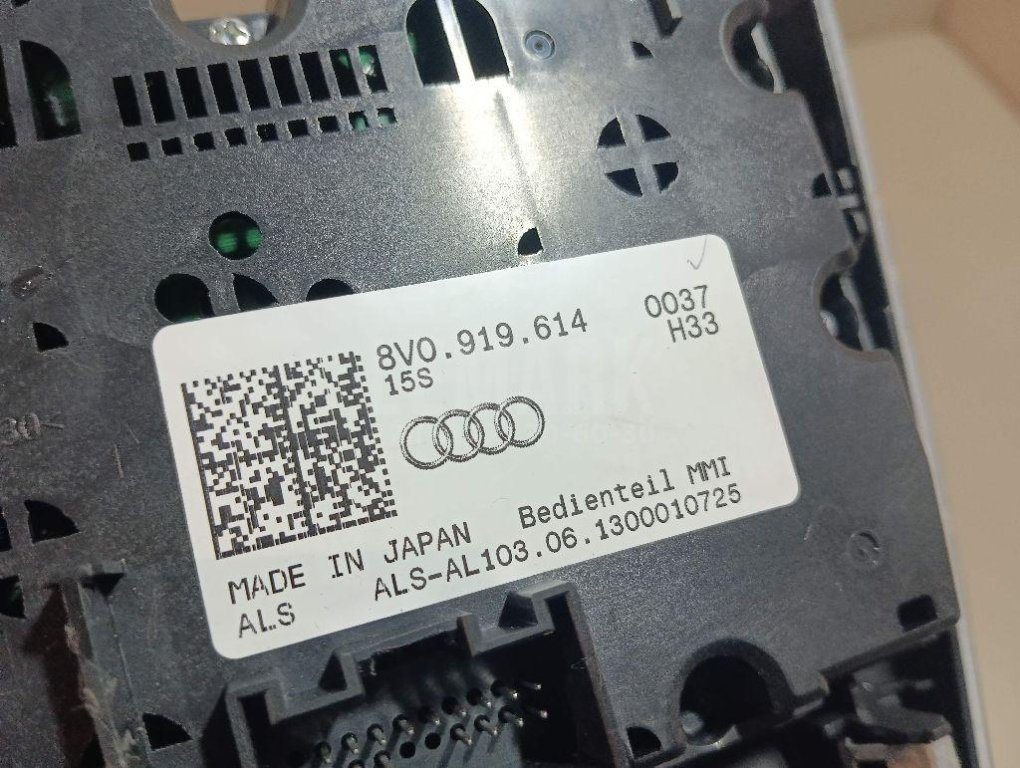 8V0.919.614 0037
15S H33
Bedienteil MMI
MADE IN JAPAN
ALS-AL103.06.1300010725
ALS